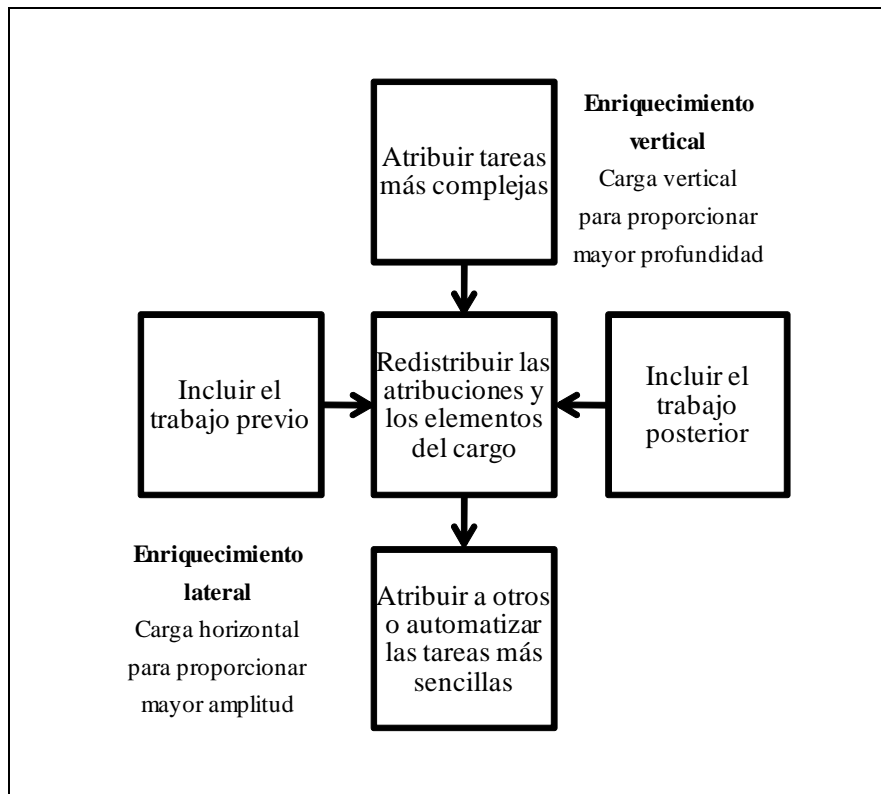 Atribuir tareas
más complejas
Enriquecimiento
vertical
Carga vertical
para proporcionar
mayor profundidad
Incluir el
trabajo previo
Redistribuir las
atribuciones y
los elementos
del cargo
Incluir el
trabajo
posterior
Enriquecimiento
lateral
Carga horizontal
para proporcionar
mayor amplitud
Atribuir a otros
o automatizar
las tareas más
sencillas